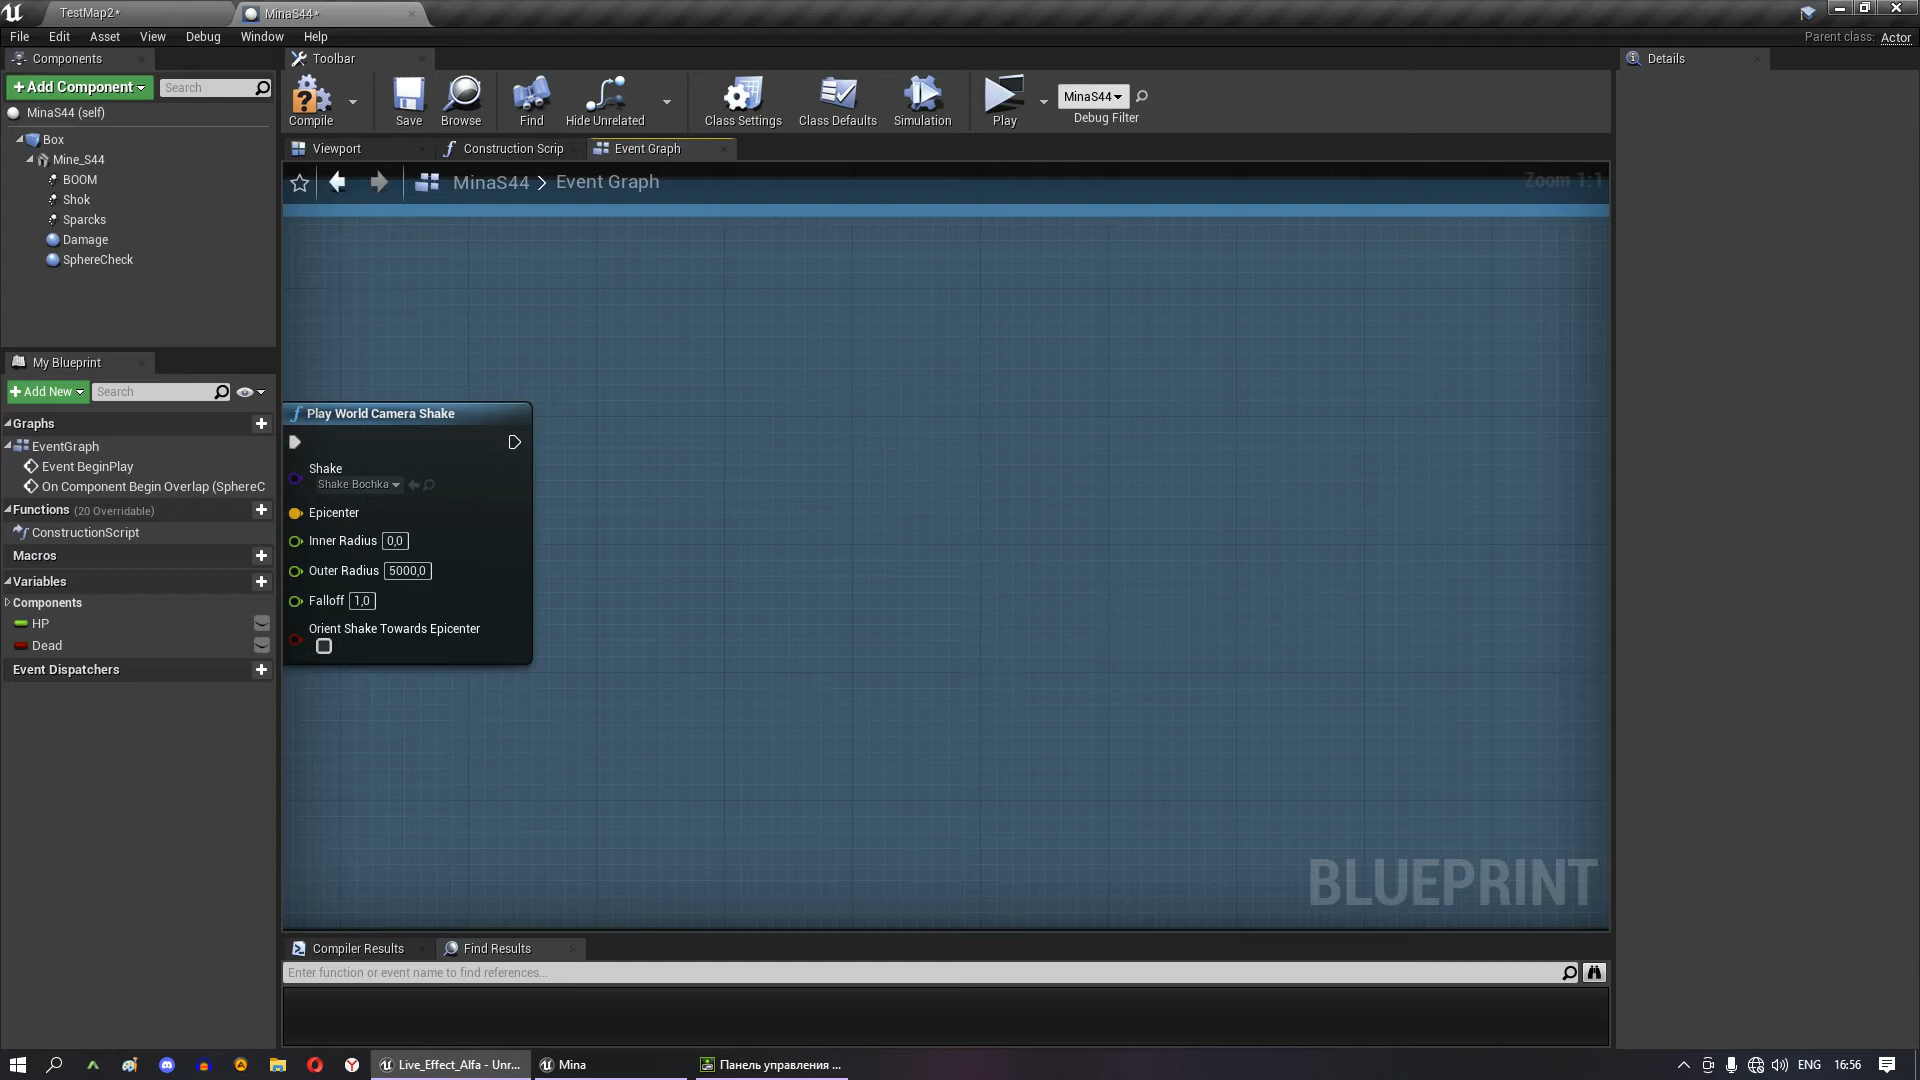 TestMap2*
MinaS44*
File Edit Asset View Debug Window Help
Parent class: Actor
Components
Toolbar
Details
+Add Component
Search
Compile
Save
Browse
Find
Hide Unrelated
Class Settings
Class Defaults
Simulation
Play
MinaS44
Debug Filter
MinaS44 (self)
Box
Mine_S44
BOOM
Shok
Sparcks
Damage
SphereCheck
Viewport
Construction Scrip
Event Graph
MinaS44 > Event Graph
Zoom 1:1
My Blueprint
+Add New
Search
Graphs
EventGraph
Event BeginPlay
On Component Begin Overlap (SphereC
Functions (20 Overridable)
ConstructionScript
Macros
Variables
Components
HP
Dead
Event Dispatchers
f Play World Camera Shake
Shake
Shake Bochka
Epicenter
Inner Radius 0,0
Outer Radius 5000,0
Falloff 1,0
Orient Shake Towards Epicenter
BLUEPRINT
Compiler Results
Find Results
Enter function or event name to find references...
Live_Effect_Alfa - Unr...
Mina
Панель управления ...
ENG
16:56